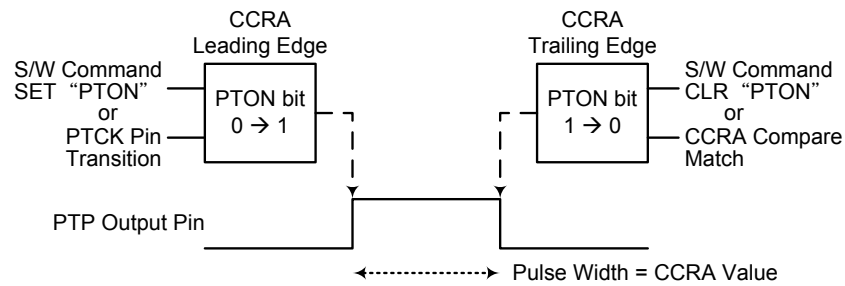 CCRA
Leading Edge
S/W Command
SET “PTON”
or
PTCK Pin
Transition
PTON bit
0 → 1
CCRA
Trailing Edge
PTON bit
1 → 0
S/W Command
CLR “PTON”
or
CCRA Compare
Match
PTP Output Pin
Pulse Width = CCRA Value